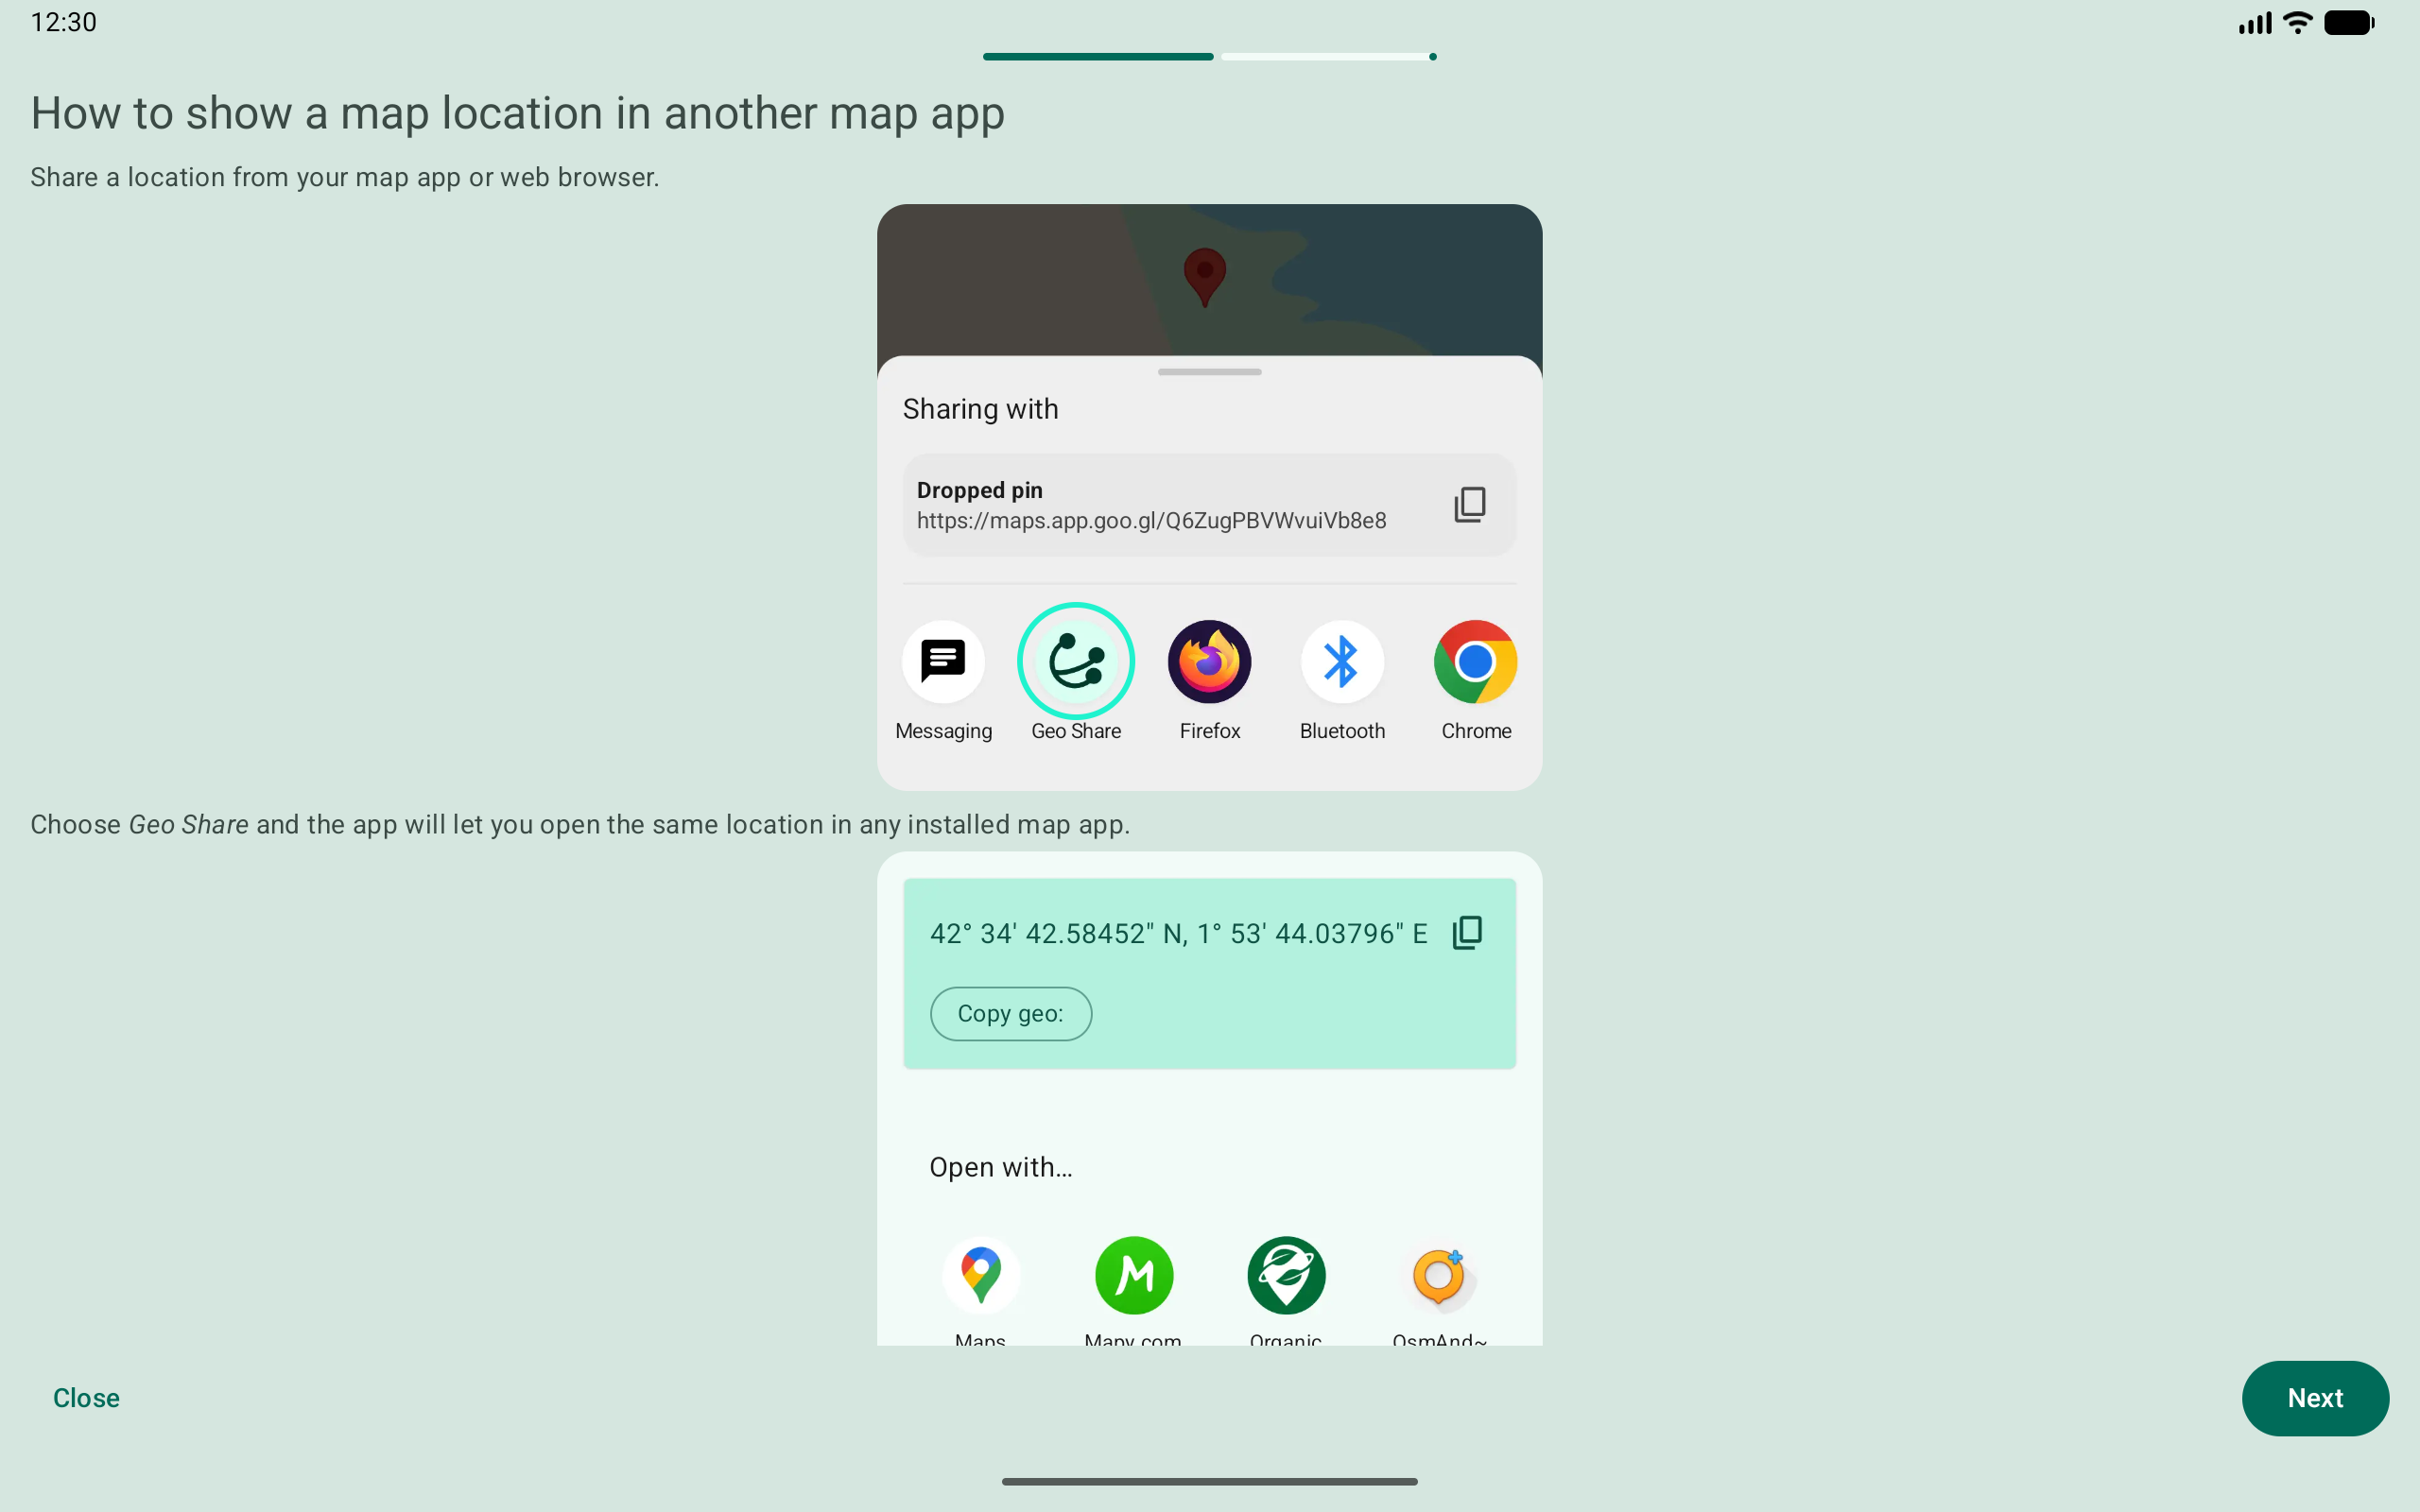 12:30
How to show a map location in another map app
Share a location from your map app or web browser.
Sharing with
Dropped pin
https://maps.app.goo.gl/Q6ZugPBVWvuiVb8e8
Messaging
Geo Share
Firefox
Bluetooth
Chrome
Choose Geo Share and the app will let you open the same location in any installed map app.
42° 34' 42.58452" N, 1° 53' 44.03796" E
Copy geo:
Open with…
Maps
Mapy.com
Organic
OsmAnd~
Close
Next